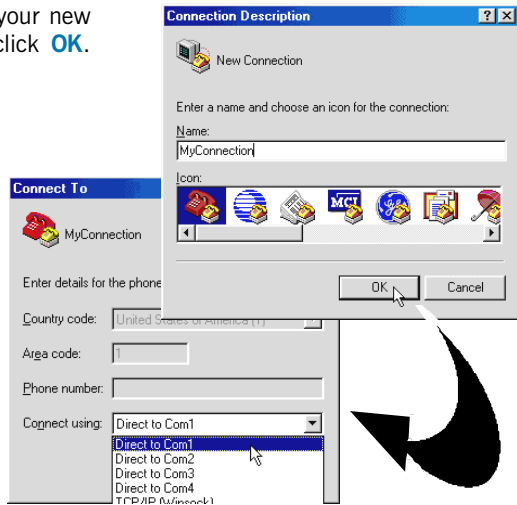 your new
click OK.
Connection Description
New Connection
Enter a name and choose an icon for the connection:
Name:
MyConnection
Icon:
MCI
OK
Cancel
Connect To
MyConnection
Enter details for the phone
Country code:
United States of America (1)
Area code:
1
Phone number:
Connect using:
Direct to Com1
Direct to Com1
Direct to Com2
Direct to Com3
Direct to Com4
TCP/IP (Winsock)